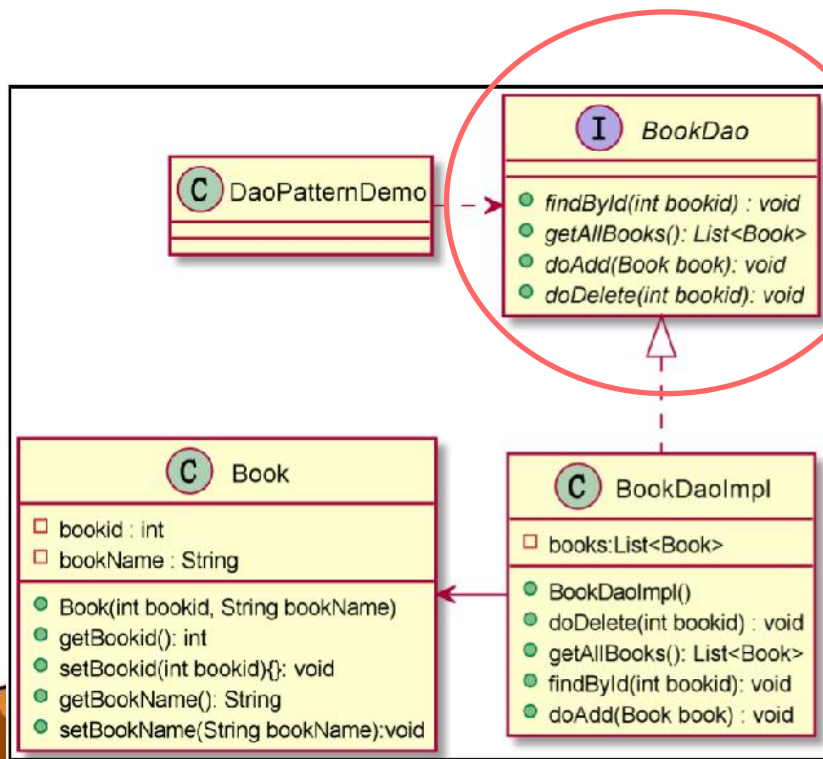 I BookDao
findById(int bookid) : void
getAllBooks(): List<Book>
doAdd(Book book): void
doDelete(int bookid): void
C DaoPatternDemo
C Book
bookid : int
bookName : String
Book(int bookid, String bookName)
getBookid(): int
setBookid(int bookid){}: void
getBookName(): String
setBookName(String bookName):void
C BookDaoImpl
books:List<Book>
BookDaoImpl()
doDelete(int bookid) : void
getAllBooks(): List<Book>
findById(int bookid): void
doAdd(Book book) : void